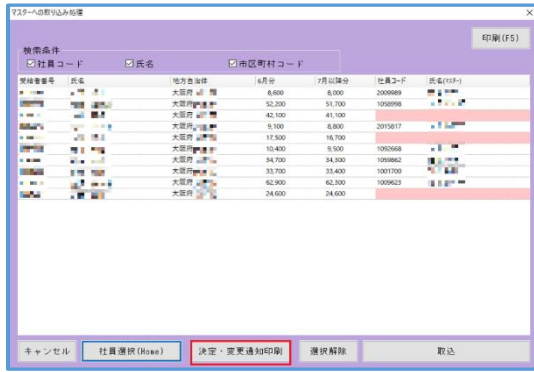 マスターへの取り込み処理
×
印刷(F5)
検索条件
☑社員コード ☑氏名 ☑市区町村コード
受給者番号 氏名 地方自治体 6月分 7月以降分 社員コード 氏名(マスター)
大阪府 8,600 8,000 2009989
大阪府 52,200 51,700 1058998
大阪府 42,100 41,100
大阪府 9,100 8,800 2015817
大阪府 17,500 16,700
大阪府 10,400 9,500 1092668
大阪府 34,700 34,300 1099862
大阪府 33,700 33,400 1001700
大阪府 62,900 62,300 1009623
大阪府 24,600 24,600
キャンセル 社員選択(Home) 決定・変更通知印刷 選択解除 取込